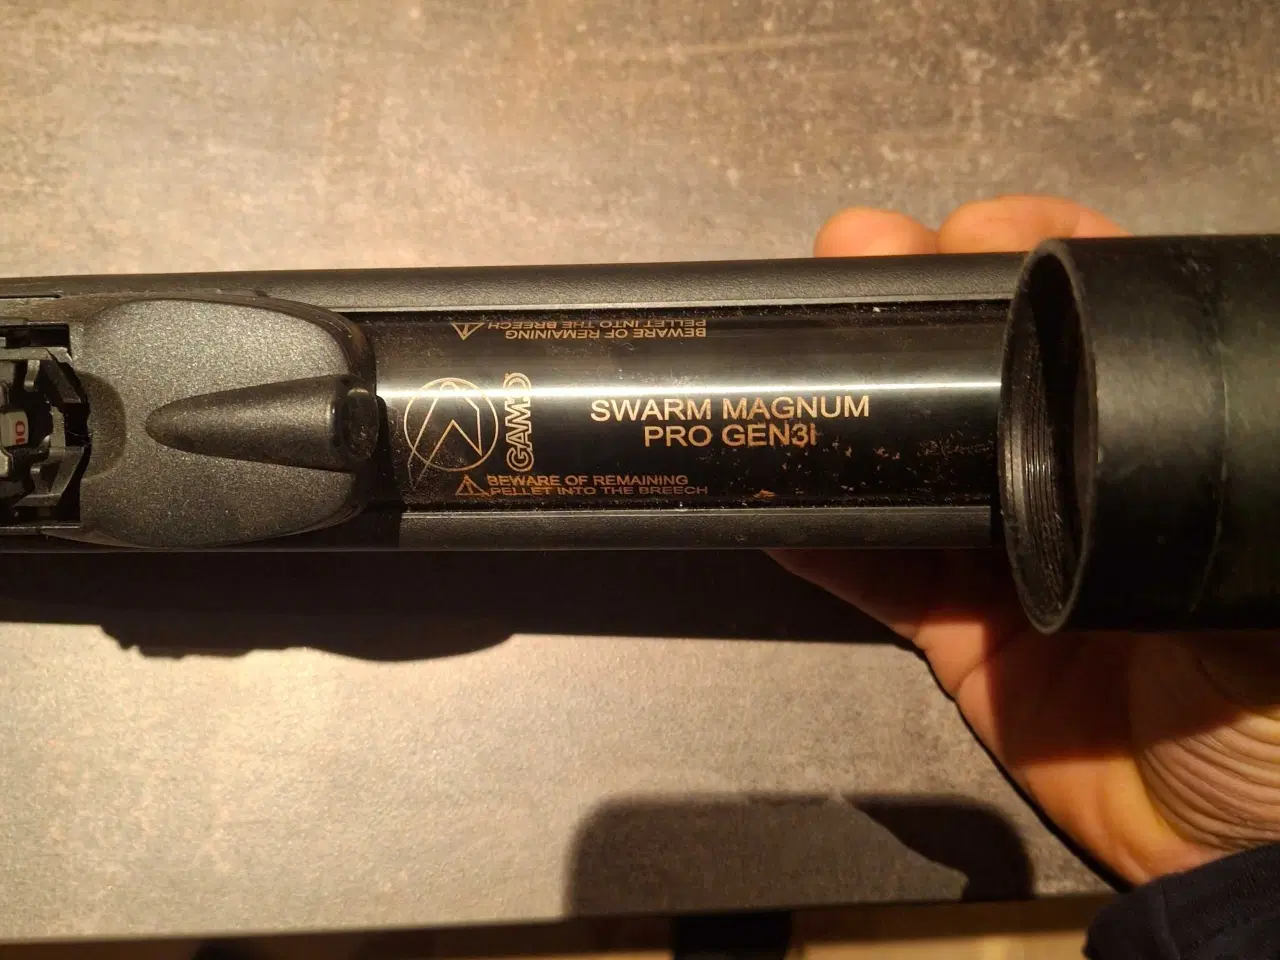 BEWARE OF REMAINING
PELLET INTO THE BREECH
GAMO
SWARM MAGNUM
PRO GEN3I
BEWARE OF REMAINING
PELLET INTO THE BREECH
10